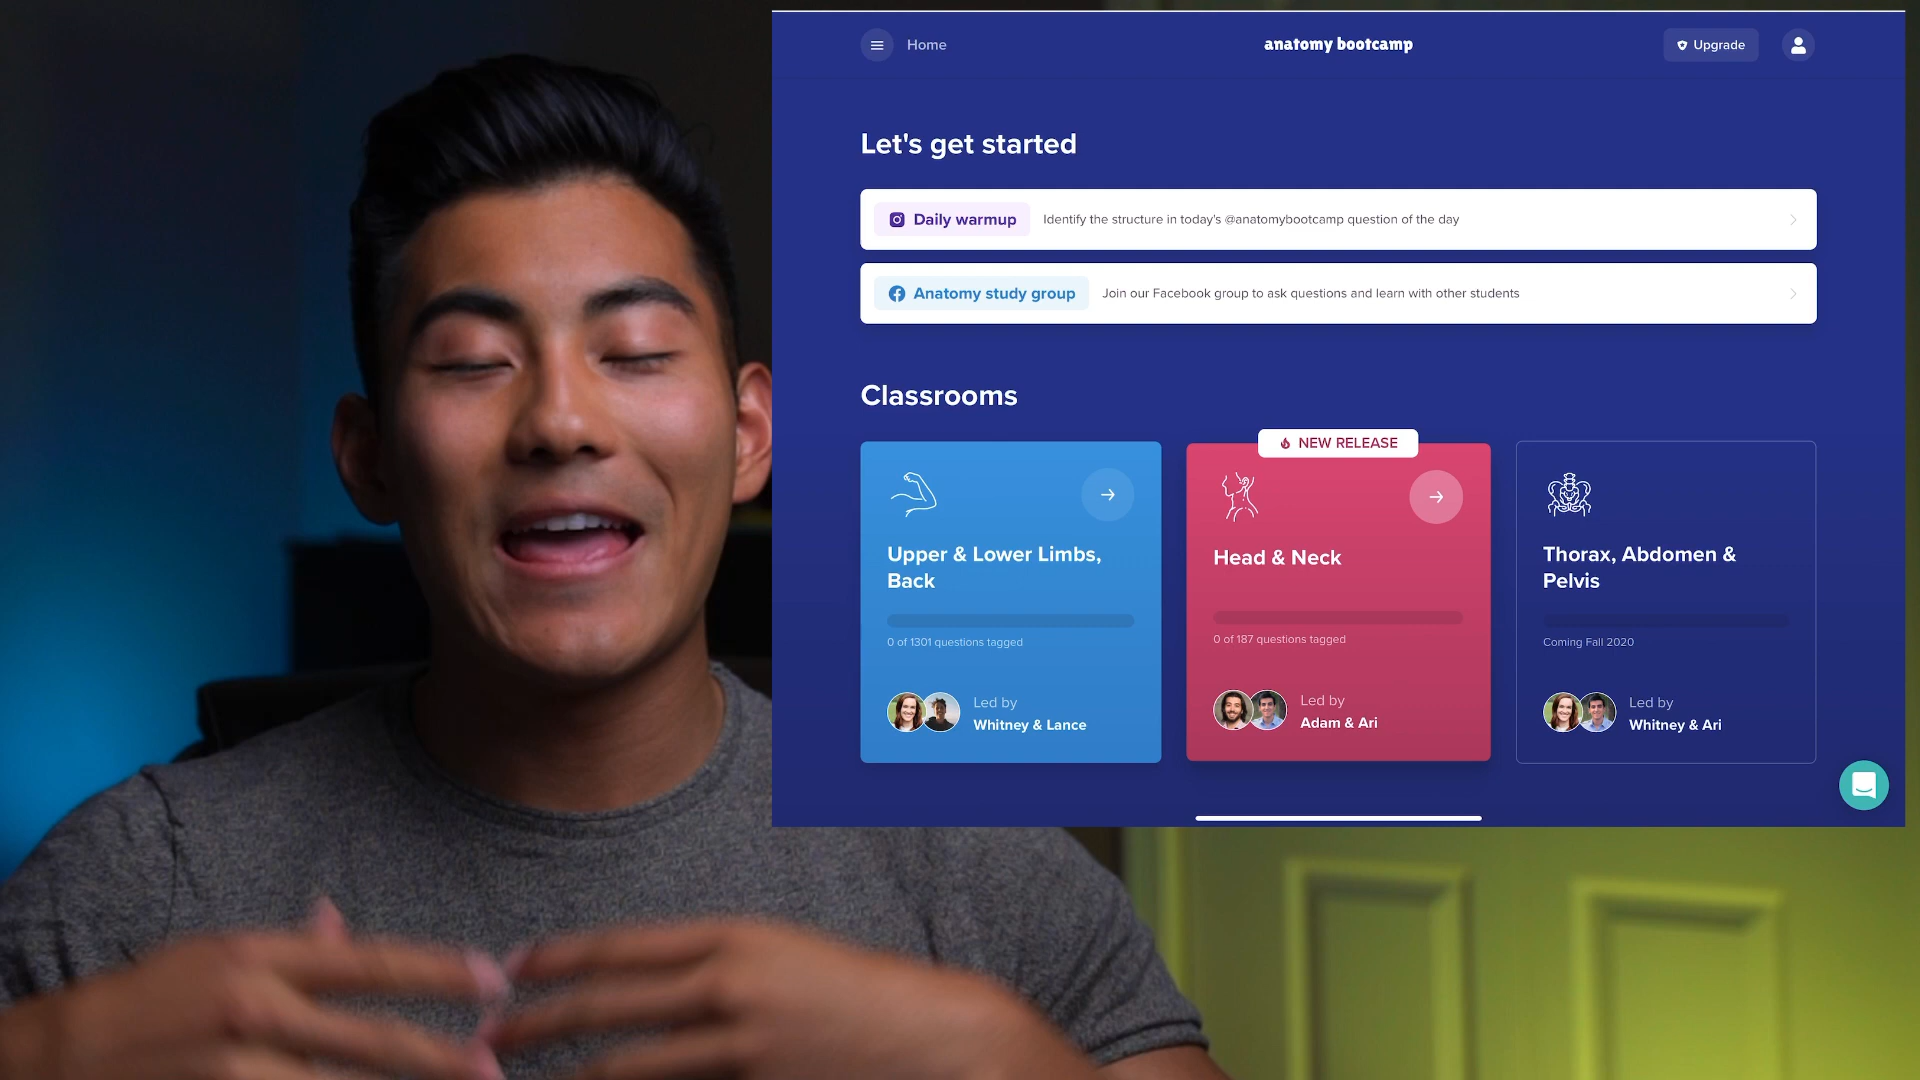 Home
anatomy bootcamp
Upgrade
Let's get started
Daily warmup
Identify the structure in today's @anatomybootcamp question of the day
Anatomy study group
Join our Facebook group to ask questions and learn with other students
Classrooms
Upper & Lower Limbs,
Back
0 of 1301 questions tagged
Led by
Whitney & Lance
NEW RELEASE
Head & Neck
0 of 187 questions tagged
Led by
Adam & Ari
Thorax, Abdomen &
Pelvis
Coming Fall 2020
Led by
Whitney & Ari